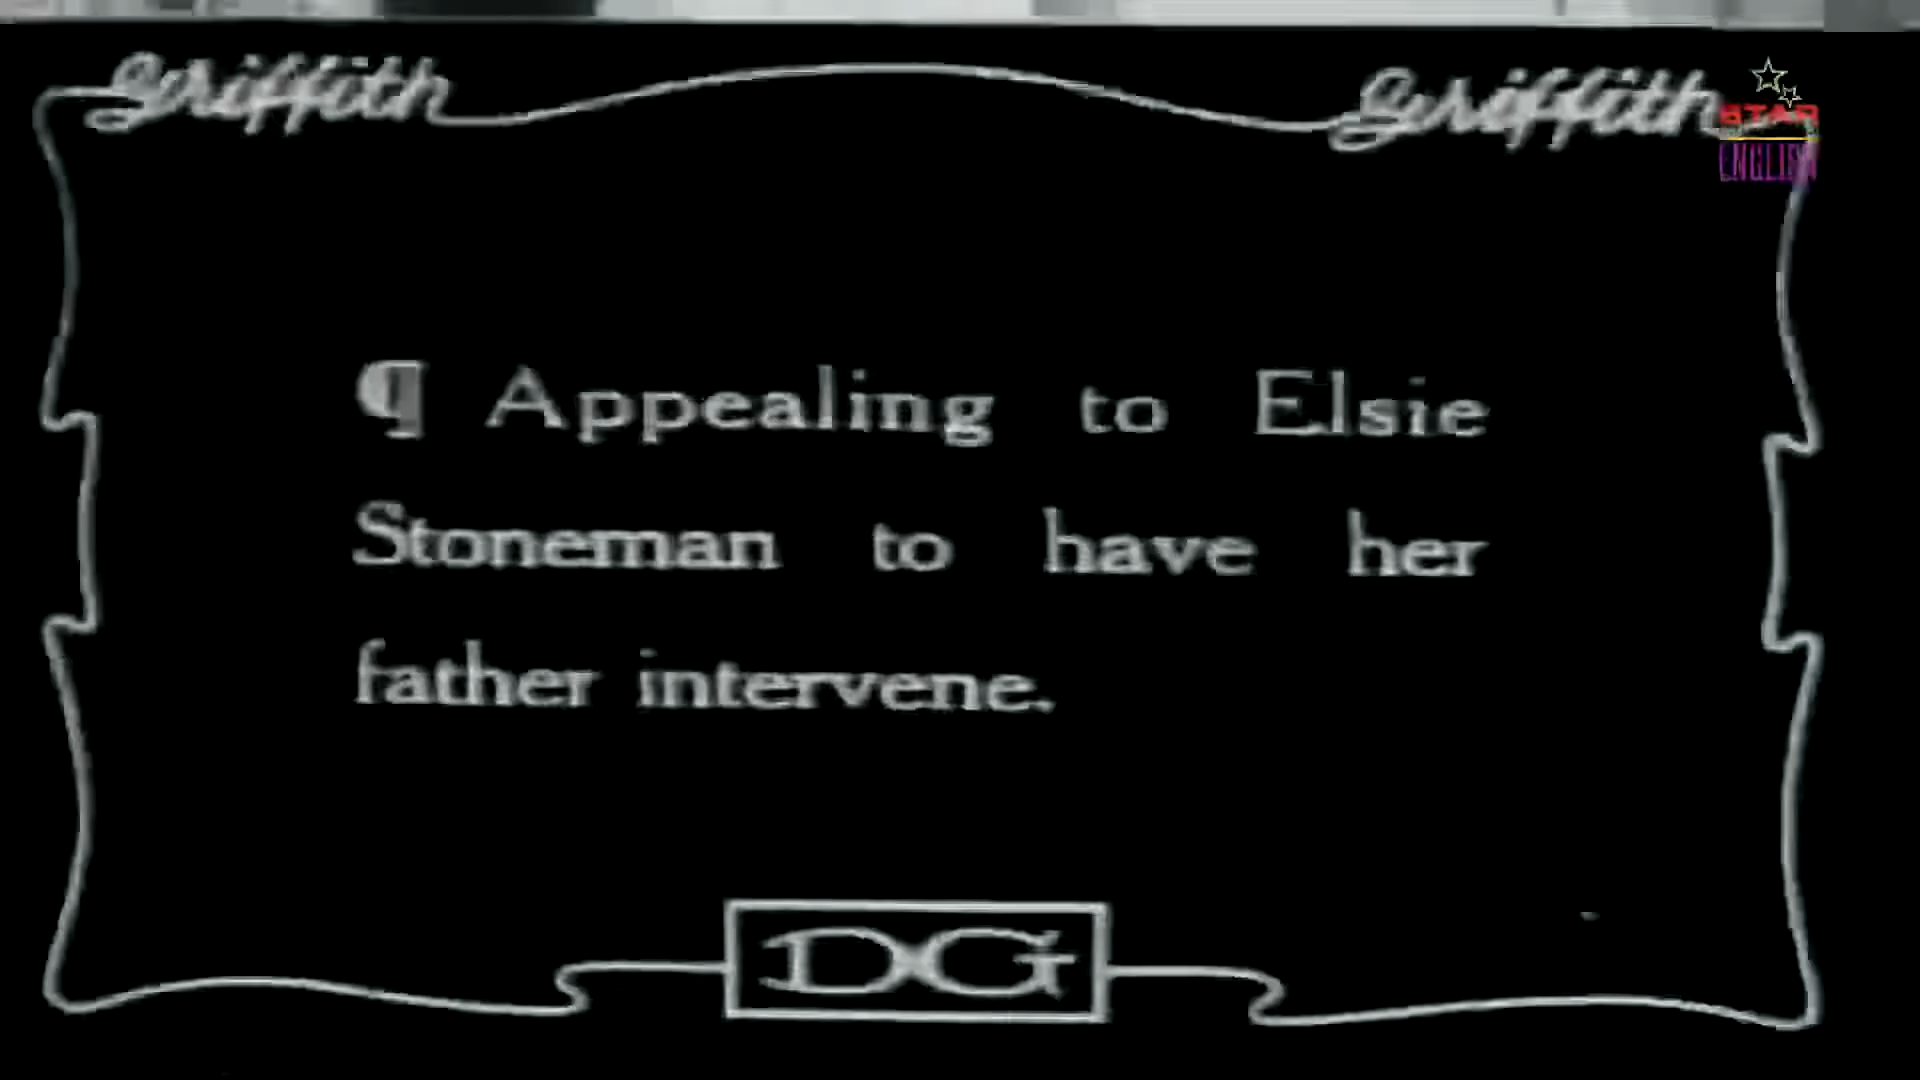 Griffith Griffith
STAR
ENGLISH
¶ Appealing to Elsie
Stoneman to have her
father intervene.
DG